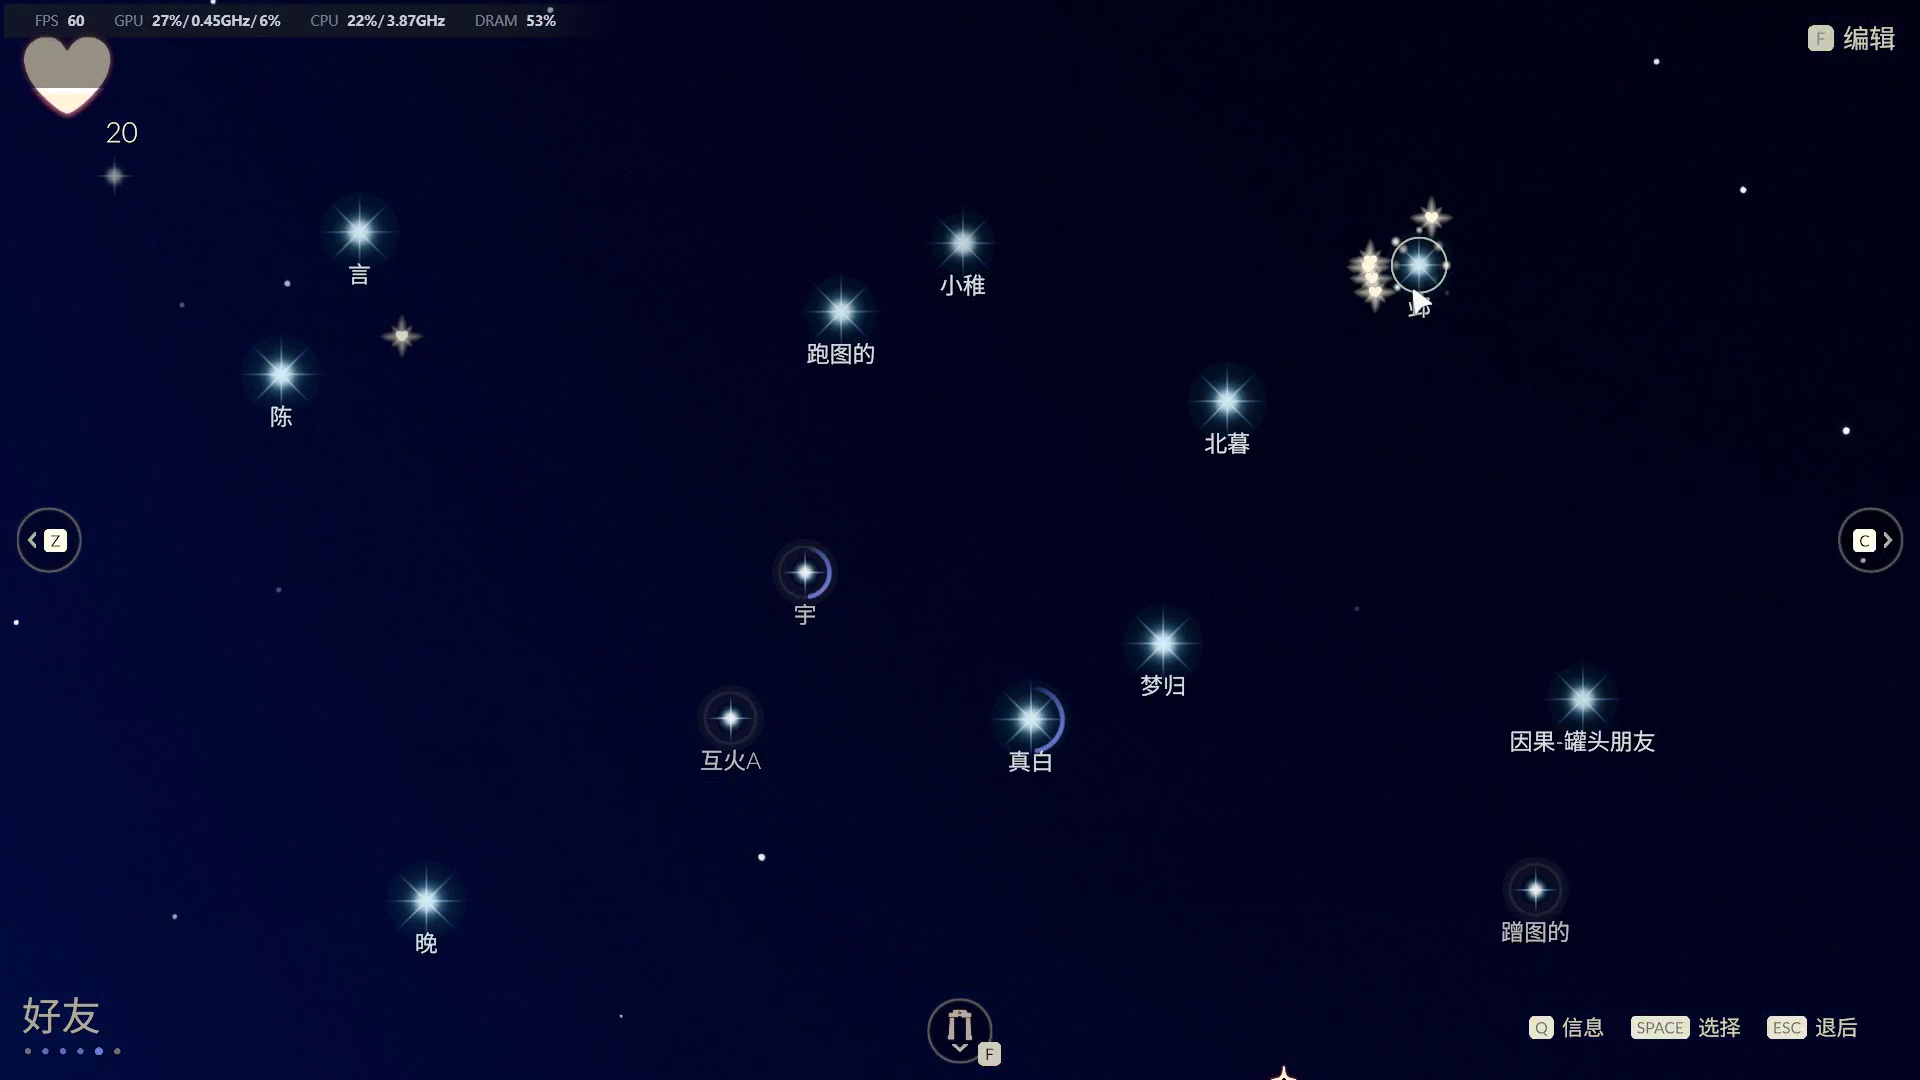 FPS 60 GPU 27%/0.45GHz/6% CPU 22%/3.87GHz DRAM 53%
F 编辑
20
言
小稚
跑图的
陈
北暮
Z
C
宇
梦归
互火A
真白
因果-罐头朋友
晚
蹭图的
好友
F
Q 信息 SPACE 选择 ESC 退后